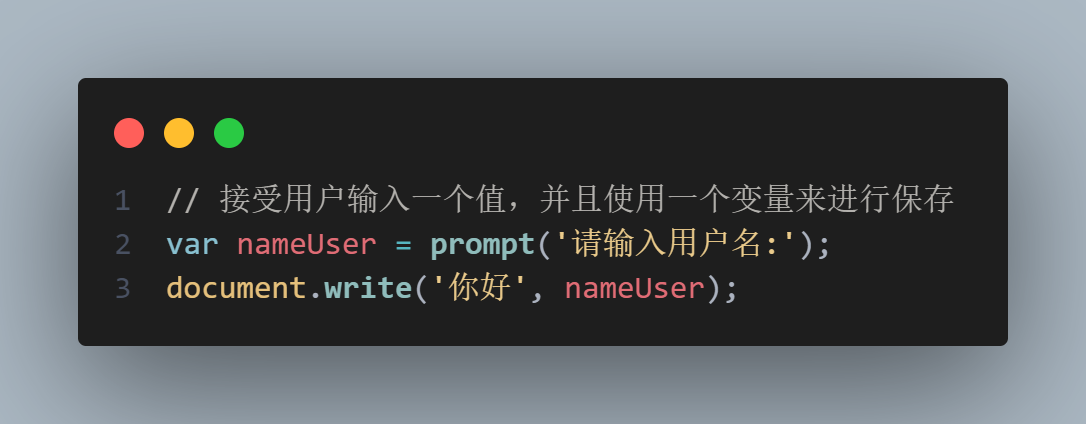 1 // 接受用户输入一个值，并且使用一个变量来进行保存
2 var nameUser = prompt('请输入用户名:');
3 document.write('你好', nameUser);